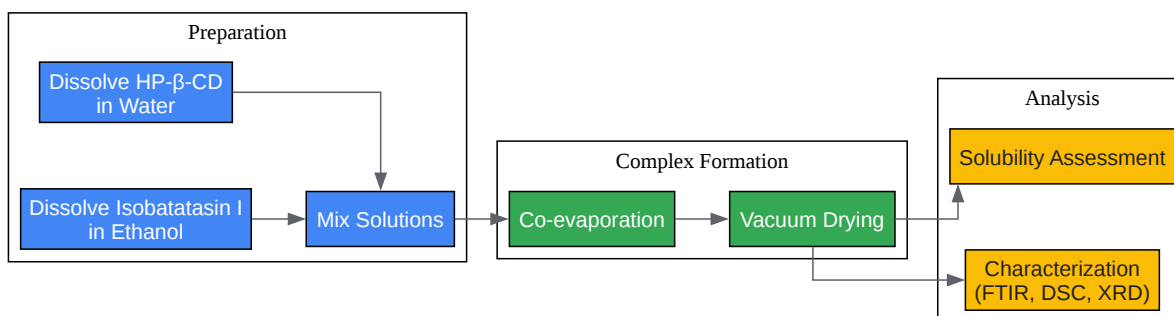 Preparation
Dissolve HP-β-CD
in Water
Dissolve Isobatatasin I
in Ethanol
Mix Solutions
Complex Formation
Co-evaporation
Vacuum Drying
Analysis
Solubility Assessment
Characterization
(FTIR, DSC, XRD)